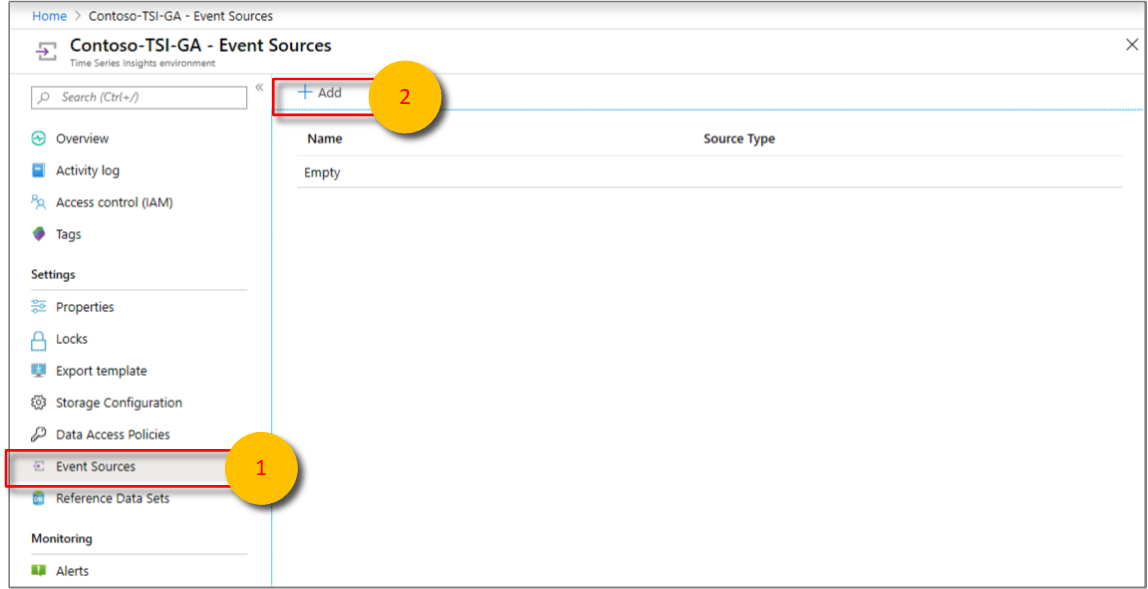 Home > Contoso-TSI-GA - Event Sources
Contoso-TSI-GA - Event Sources
Time Series Insights environment
Search (Ctrl+/)
«
Overview
Activity log
Access control (IAM)
Tags
Settings
Properties
Locks
Export template
Storage Configuration
Data Access Policies
Event Sources
1
Reference Data Sets
Monitoring
Alerts
+ Add
2
Name Source Type
Empty